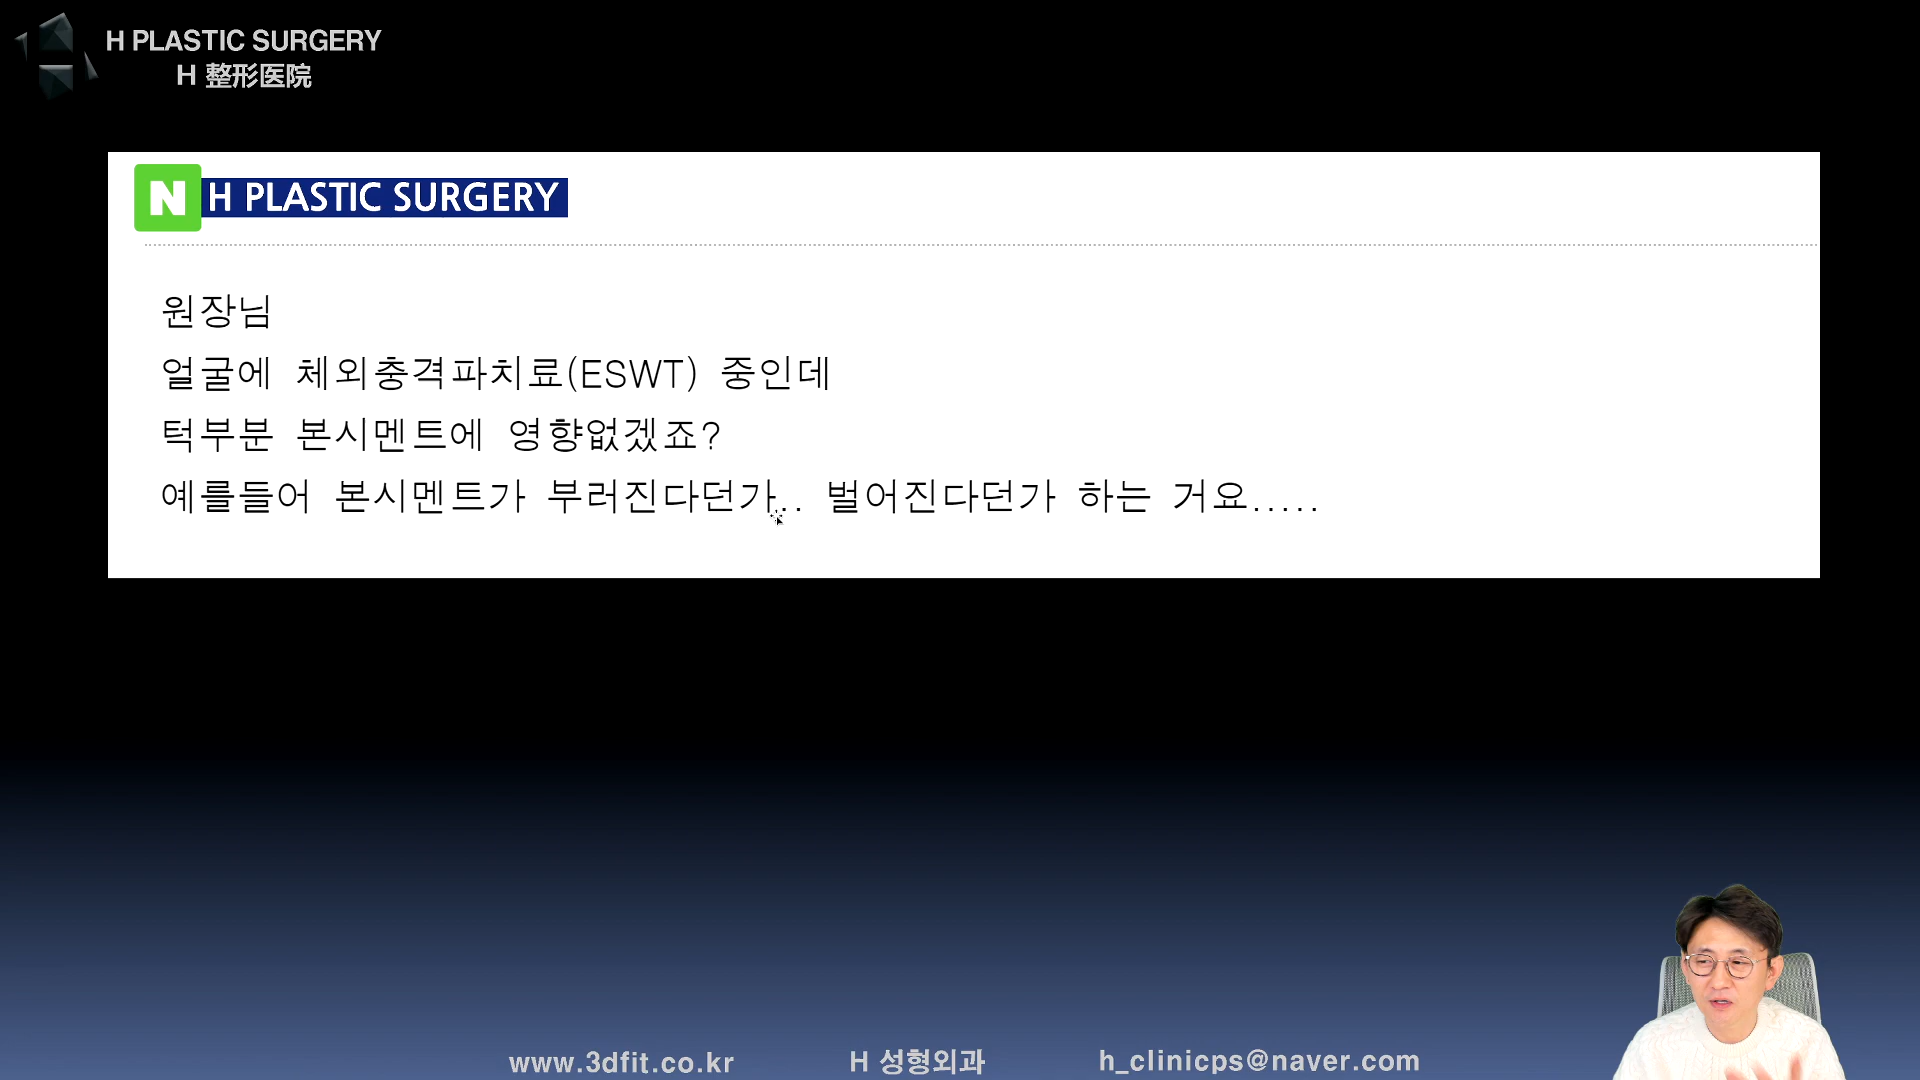 H PLASTIC SURGERY
H 整形医院
N H PLASTIC SURGERY
원장님
얼굴에 체외충격파치료(ESWT) 중인데
턱부분 본시멘트에 영향없겠죠?
예를들어 본시멘트가 부러진다던가.. 벌어진다던가 하는 거요.....
www.3dfit.co.kr H 성형외과 h_clinicps@naver.com